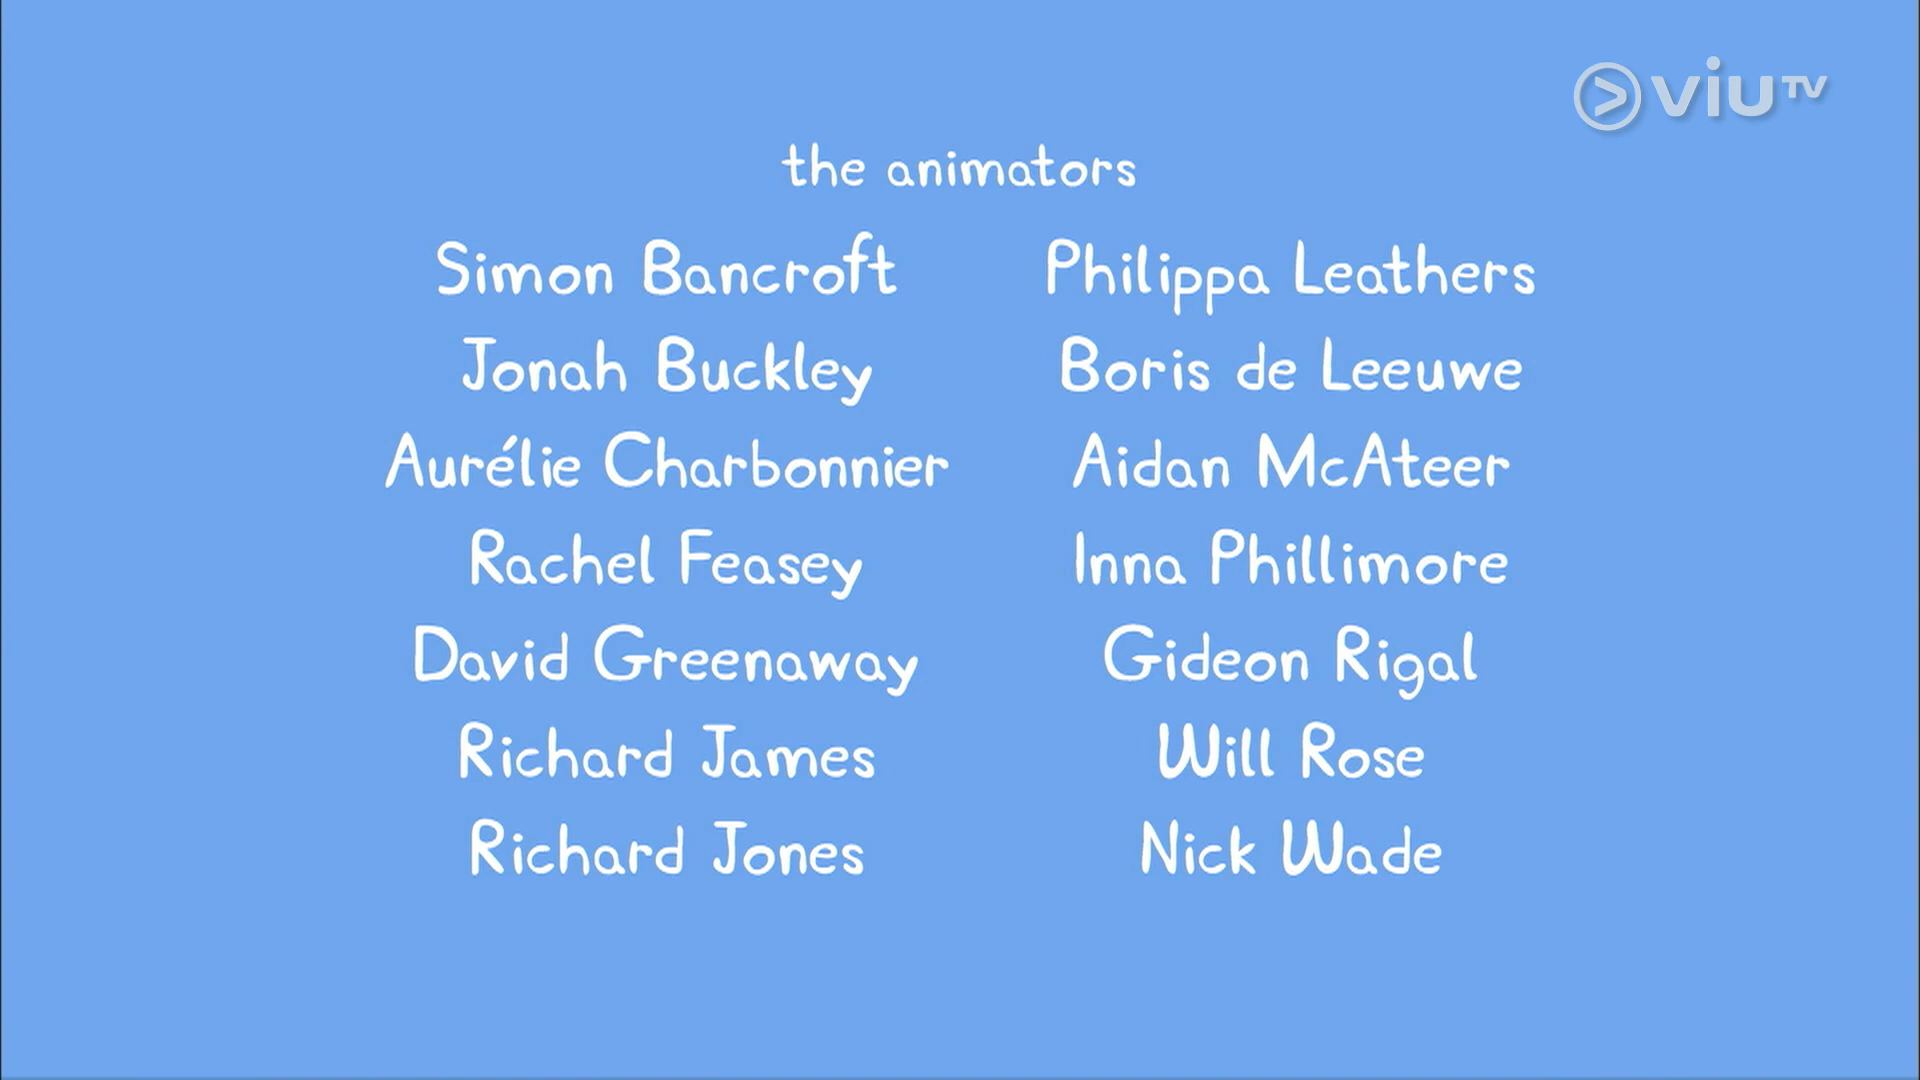 viu TV
the animators
Simon Bancroft
Jonah Buckley
Aurélie Charbonnier
Rachel Feasey
David Greenaway
Richard James
Richard Jones
Philippa Leathers
Boris de Leeuwe
Aidan McAteer
Inna Phillimore
Gideon Rigal
Will Rose
Nick Wade